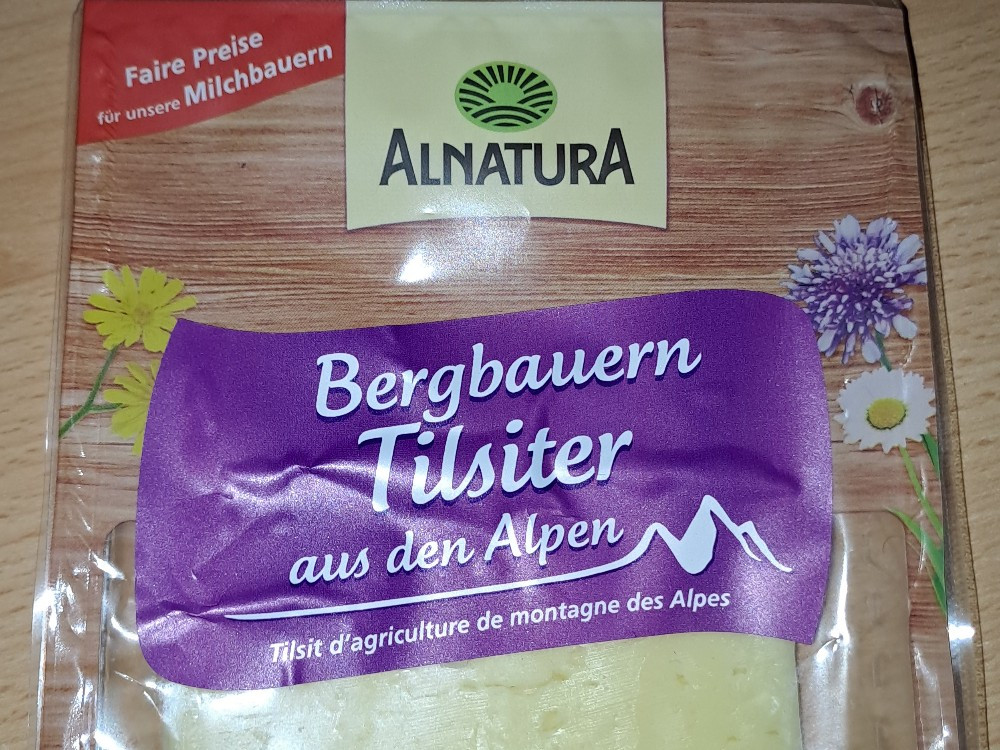 Faire Preise
für unsere Milchbauern
ALNATURA
Bergbauern
Tilsiter
aus den Alpen
Tilsit d'agriculture de montagne des Alpes